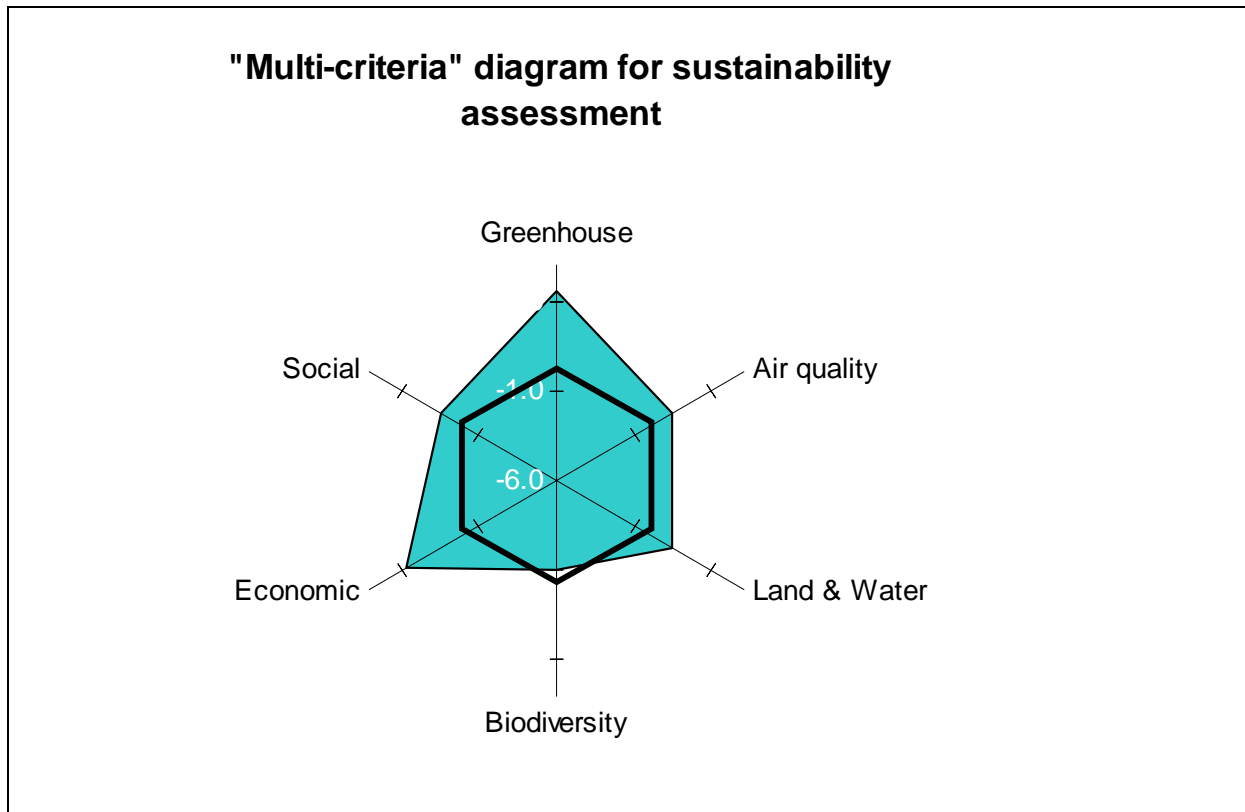 "Multi-criteria" diagram for sustainability
assessment
Greenhouse
Social
Air quality
-1.0
-6.0
Economic
Land & Water
Biodiversity